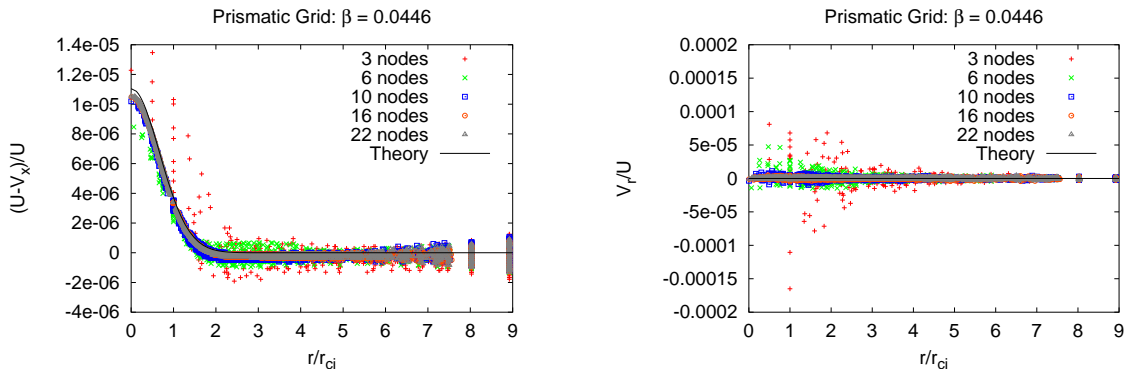 Prismatic Grid: β = 0.0446
(U-Vx)/U
1.4e-05
1.2e-05
1e-05
8e-06
6e-06
4e-06
2e-06
0
-2e-06
-4e-06
3 nodes
6 nodes
10 nodes
16 nodes
22 nodes
Theory
0 1 2 3 4 5 6 7 8 9
r/rci
Prismatic Grid: β = 0.0446
Vr/U
0.0002
0.00015
0.0001
5e-05
0
-5e-05
-0.0001
-0.00015
-0.0002
3 nodes
6 nodes
10 nodes
16 nodes
22 nodes
Theory
0 1 2 3 4 5 6 7 8 9
r/rci